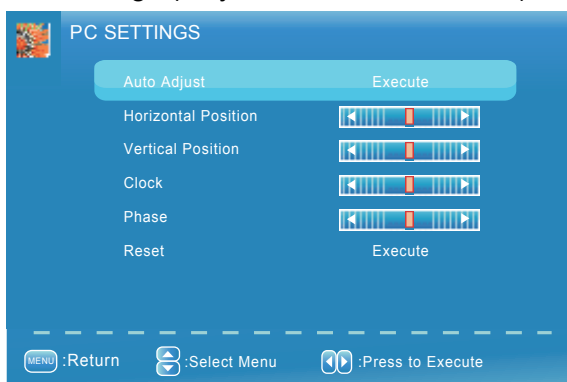 PC SETTINGS
Auto Adjust Execute
Horizontal Position
Vertical Position
Clock
Phase
Reset Execute
MENU :Return :Select Menu :Press to Execute